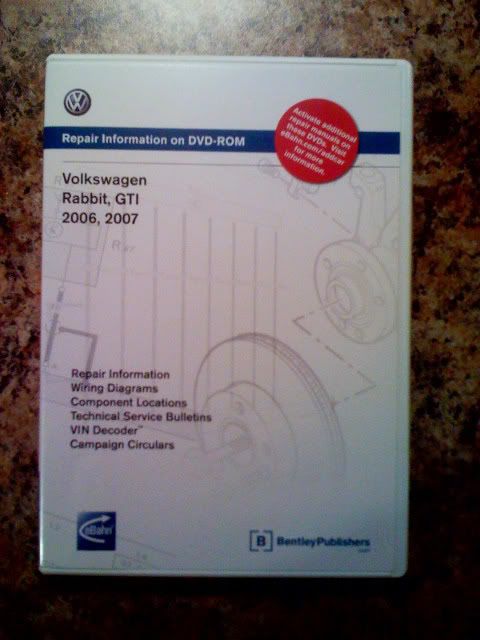 Activate additional
repair manuals on
these DVDs. Visit
eBahn.com/addcar
for more
information.
Repair Information on DVD-ROM
Volkswagen
Rabbit, GTI
2006, 2007
Repair Information
Wiring Diagrams
Component Locations
Technical Service Bulletins
VIN Decoder™
Campaign Circulars
eBahn
[B] BentleyPublishers
.com